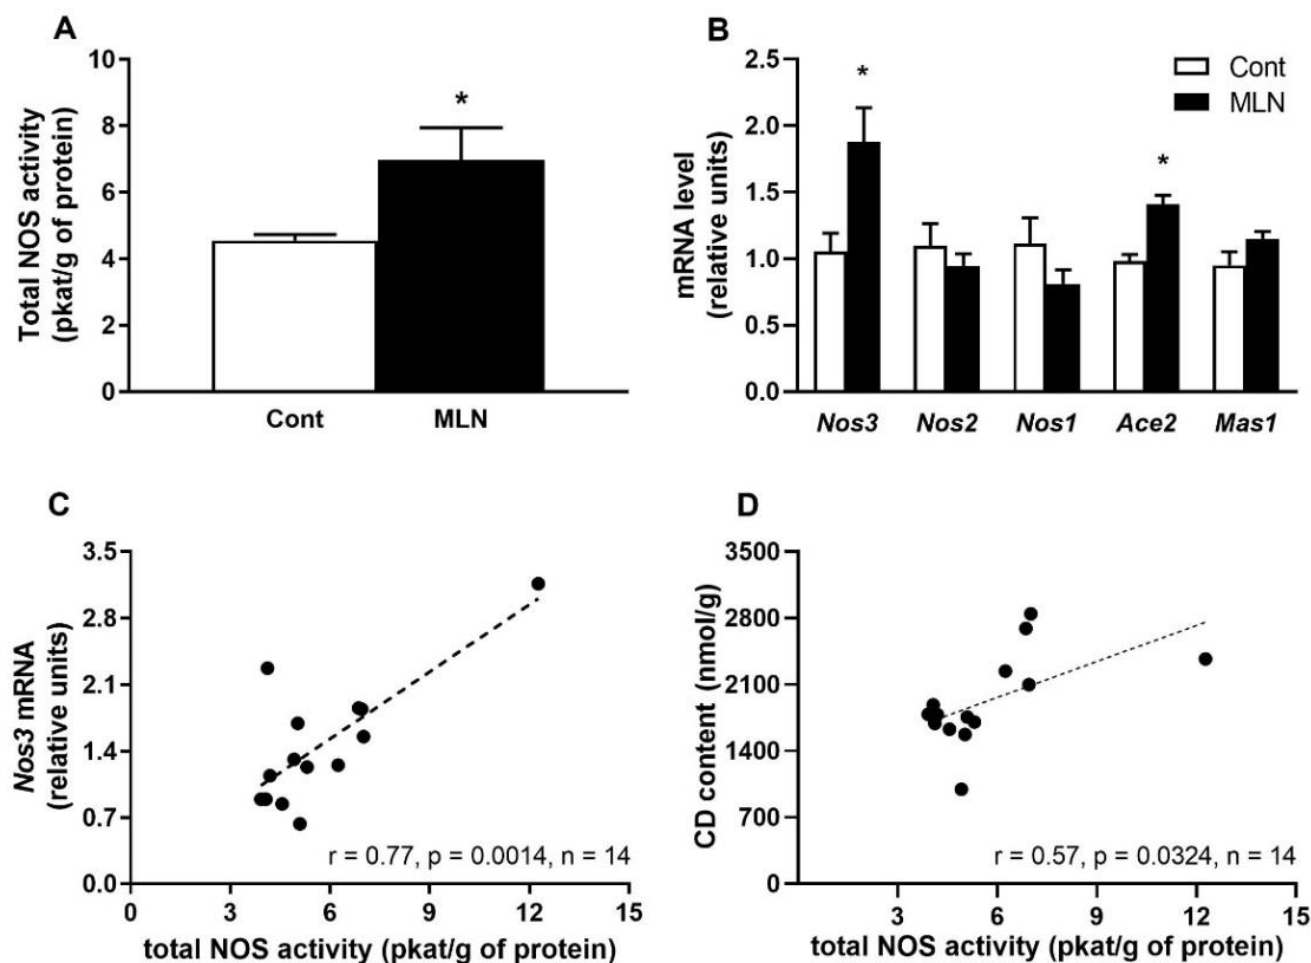 A
Total NOS activity
(pkat/g of protein)
10
8
6
4
2
0
*
Cont
MLN
B
mRNA level
(relative units)
2.5
2.0
1.5
1.0
0.5
0.0
*
*
Cont
MLN
Nos3
Nos2
Nos1
Ace2
Mas1
C
Nos3 mRNA
(relative units)
3.5
2.8
2.1
1.4
0.7
0.0
r = 0.77, p = 0.0014, n = 14
0
3
6
9
12
15
total NOS activity (pkat/g of protein)
D
CD content (nmol/g)
3500
2800
2100
1400
700
0
r = 0.57, p = 0.0324, n = 14
3
6
9
12
15
total NOS activity (pkat/g of protein)